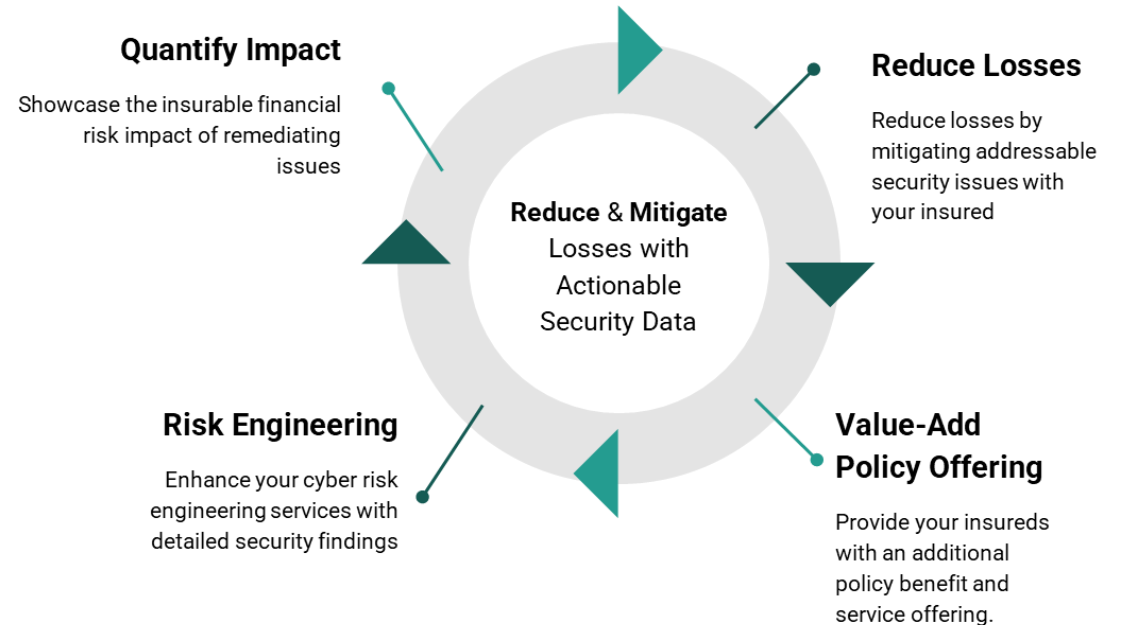 Quantify Impact
Showcase the insurable financial
risk impact of remediating
issues
Reduce Losses
Reduce losses by
mitigating addressable
security issues with
your insured
Reduce & Mitigate
Losses with
Actionable
Security Data
Risk Engineering
Enhance your cyber risk
engineering services with
detailed security findings
Value-Add
Policy Offering
Provide your insureds
with an additional
policy benefit and
service offering.